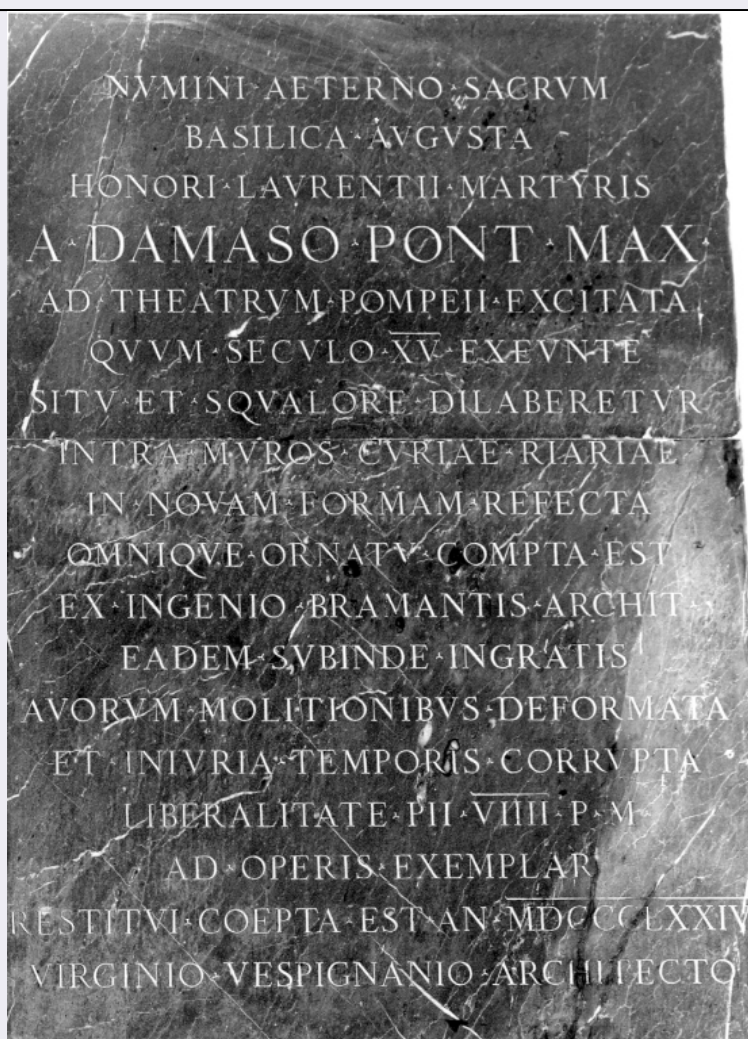 NVMINI·AETERNO·SACRVM
BASILICA·AVGVSTA
HONORI·LAVRENTII·MARTYRIS
A·DAMASO·PONT·MAX·
AD·THEATRVM·POMPEII·EXCITATA
QVVM·SECVLO·XV·EXEVNTE
SITV·ET·SQVALORE·DILABERETVR
INTRA·MVROS·CVRIAE·RIARIAE
IN·NOVAM·FORMAM·REFECTA
OMNIQVE·ORNATV·COMPTA·EST
EX·INGENIO·BRAMANTIS·ARCHIT·
EADEM·SVBINDE·INGRATIS
AVORVM·MOLITIONIBVS·DEFORMATA
ET·INIVRIA·TEMPORIS·CORRVPTA
LIBERALITATE·PII·VIIII·P·M
AD·OPERIS·EXEMPLAR
RESTITVI·COEPTA·EST·AN·MDCCCLXXIV
VIRGINIO·VESPIGNANIO·ARCHITECTO